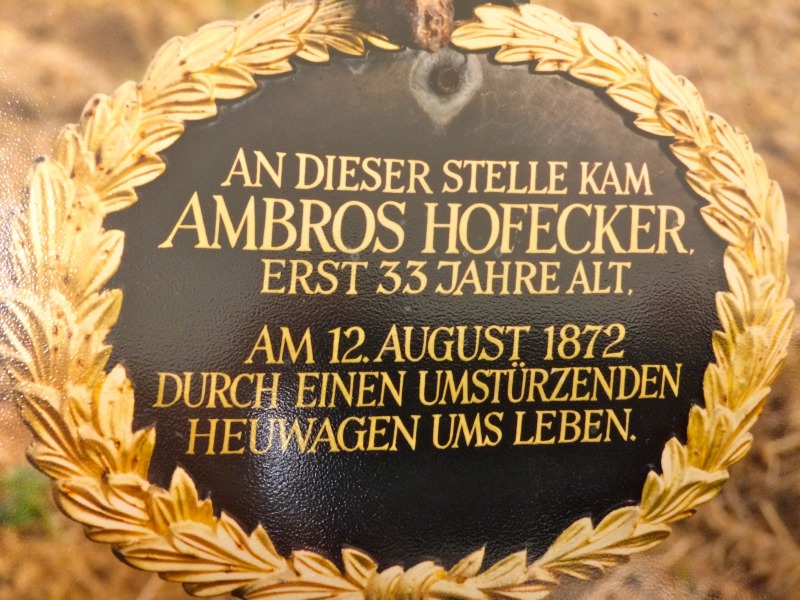 AN DIESER STELLE KAM
AMBROS HOFECKER,
ERST 33 JAHRE ALT,
AM 12. AUGUST 1872
DURCH EINEN UMSTÜRZENDEN
HEUWAGEN UMS LEBEN.